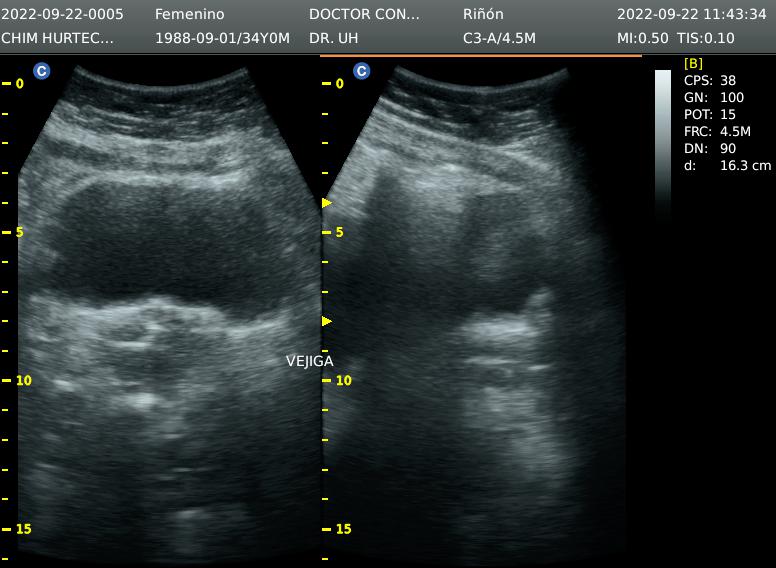 2022-09-22-0005 Femenino DOCTOR CON... Riñón 2022-09-22 11:43:34
CHIM HURTEC... 1988-09-01/34Y0M DR. UH C3-A/4.5M MI:0.50 TIS:0.10
C
C
[B]
CPS: 38
GN: 100
POT: 15
FRC: 4.5M
DN: 90
d: 16.3 cm
0
5
10
15
0
5
10
15
VEJIGA